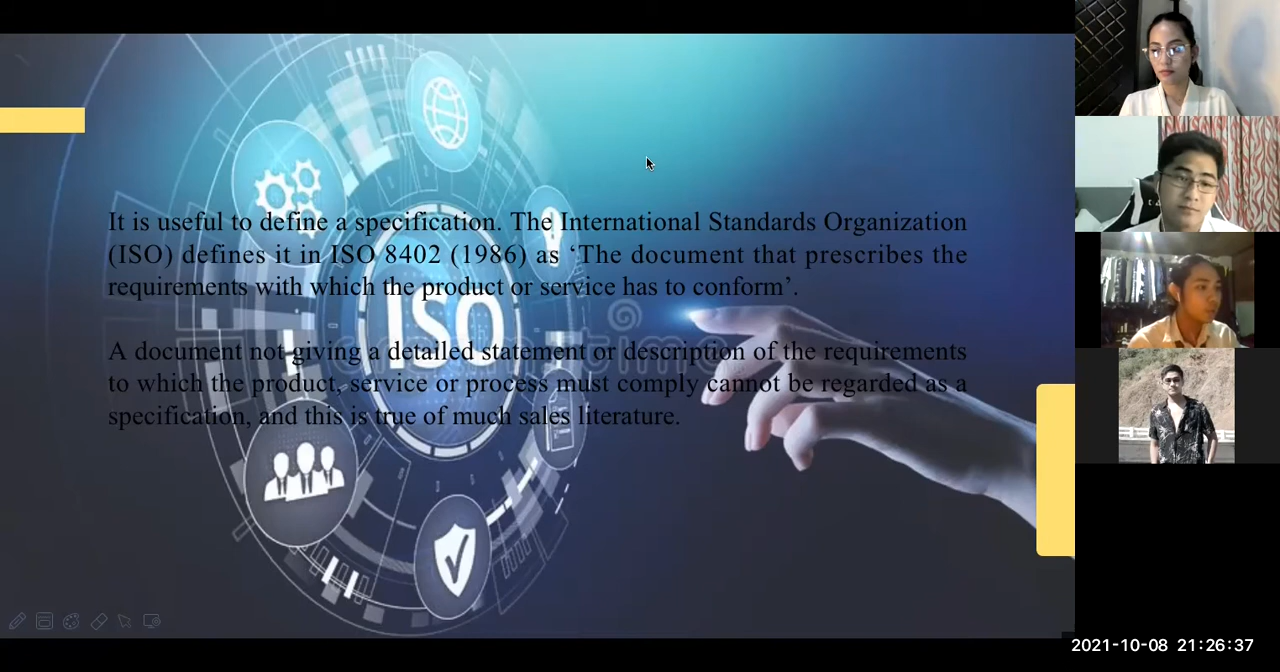 It is useful to define a specification. The International Standards Organization
(ISO) defines it in ISO 8402 (1986) as ‘The document that prescribes the
requirements with which the product or service has to conform’.
ISO
A document not giving a detailed statement or description of the requirements
to which the product, service or process must comply cannot be regarded as a
specification, and this is true of much sales literature.
2021-10-08 21:26:37